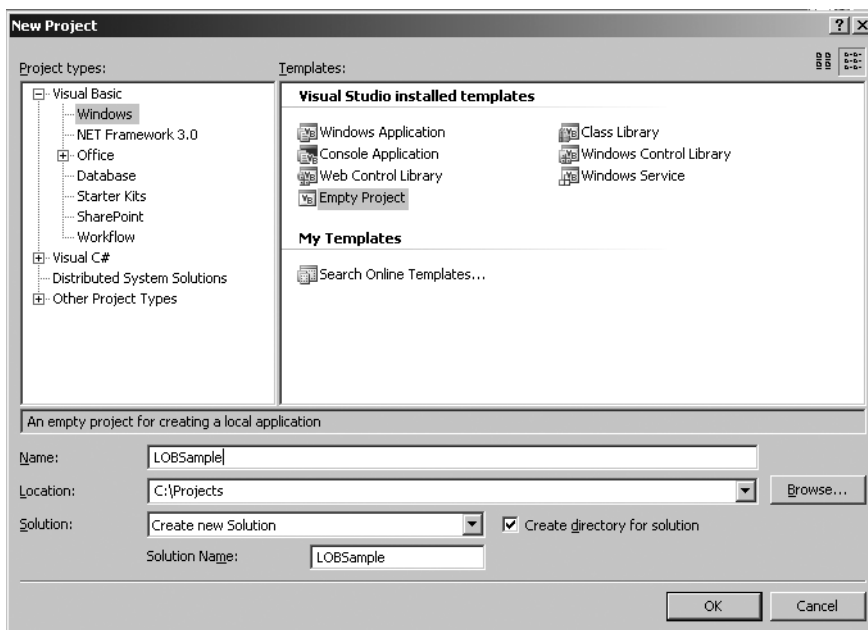 New Project
Project types:
Templates:
Visual Basic
Windows
NET Framework 3.0
Office
Database
Starter Kits
SharePoint
Workflow
Visual C#
Distributed System Solutions
Other Project Types
Visual Studio installed templates
Windows Application
Class Library
Console Application
Windows Control Library
Web Control Library
Windows Service
Empty Project
My Templates
Search Online Templates...
An empty project for creating a local application
Name:
LOBSample
Location:
C:\Projects
Browse...
Solution:
Create new Solution
Create directory for solution
Solution Name:
LOBSample
OK
Cancel